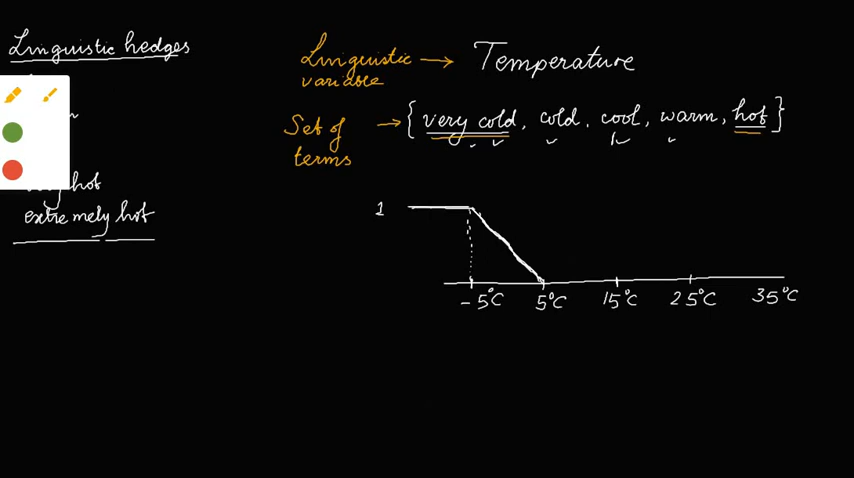 Linguistic hedges
hot
extremely hot
Linguistic → Temperature
variable
Set of → {very cold, cold, cool, warm, hot}
terms
1
-5°C 5°C 15°C 25°C 35°C